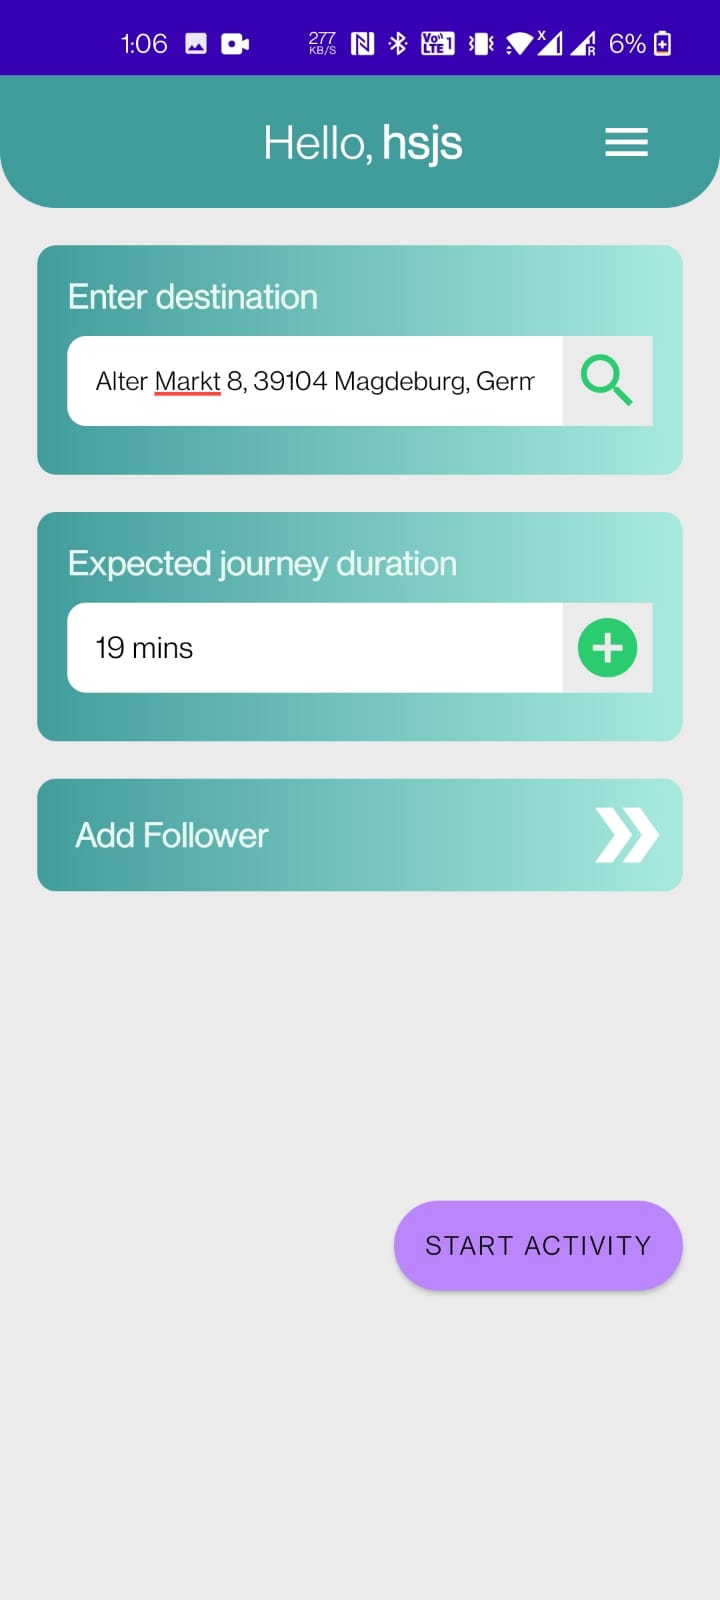 1:06 277 KB/S Vo)) LTE 1 X R 6%
Hello, hsjs
Enter destination
Alter Markt 8, 39104 Magdeburg, Germ
Expected journey duration
19 mins
Add Follower
START ACTIVITY